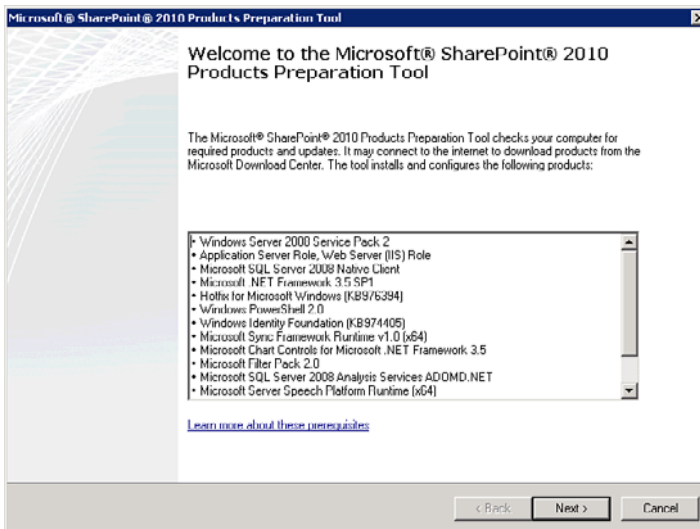 Microsoft® SharePoint® 2010 Products Preparation Tool
Welcome to the Microsoft® SharePoint® 2010
Products Preparation Tool
The Microsoft® SharePoint® 2010 Products Preparation Tool checks your computer for
required products and updates. It may connect to the internet to download products from the
Microsoft Download Center. The tool installs and configures the following products:
• Windows Server 2008 Service Pack 2
• Application Server Role, Web Server (IIS) Role
• Microsoft SQL Server 2008 Native Client
• Microsoft .NET Framework 3.5 SP1
• Hotfix for Microsoft Windows (KB976394)
• Windows PowerShell 2.0
• Windows Identity Foundation (KB974405)
• Microsoft Sync Framework Runtime v1.0 (x64)
• Microsoft Chart Controls for Microsoft .NET Framework 3.5
• Microsoft Filter Pack 2.0
• Microsoft SQL Server 2008 Analysis Services ADOMD.NET
• Microsoft Server Speech Platform Runtime (x64)
Learn more about these prerequisites
< Back
Next >
Cancel